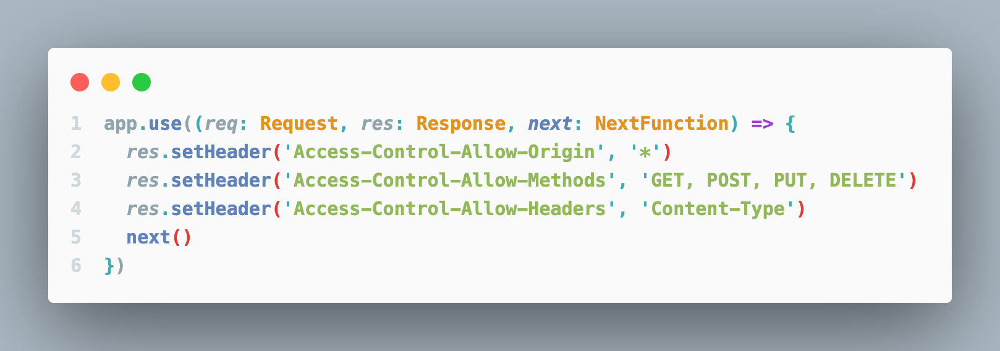 1 app.use((req: Request, res: Response, next: NextFunction) => {
2   res.setHeader('Access-Control-Allow-Origin', '*')
3   res.setHeader('Access-Control-Allow-Methods', 'GET, POST, PUT, DELETE')
4   res.setHeader('Access-Control-Allow-Headers', 'Content-Type')
5   next()
6 })